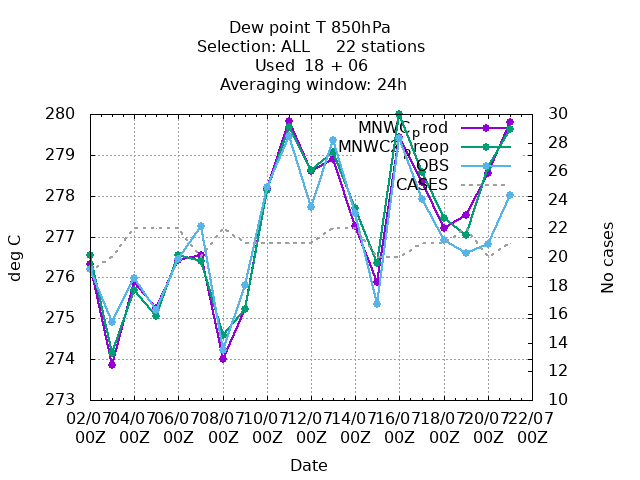 Dew point T 850hPa
Selection: ALL     22 stations
Used  18 + 06
Averaging window: 24h
280
279
278
277
276
275
274
273
30
28
26
24
22
20
18
16
14
12
10
MNWC_prod
MNWC2_preop
OBS
CASES
deg C
No cases
02/07 04/07 06/07 08/07 10/07 12/07 14/07 16/07 18/07 20/07 22/07
00Z 00Z 00Z 00Z 00Z 00Z 00Z 00Z 00Z 00Z 00Z
Date